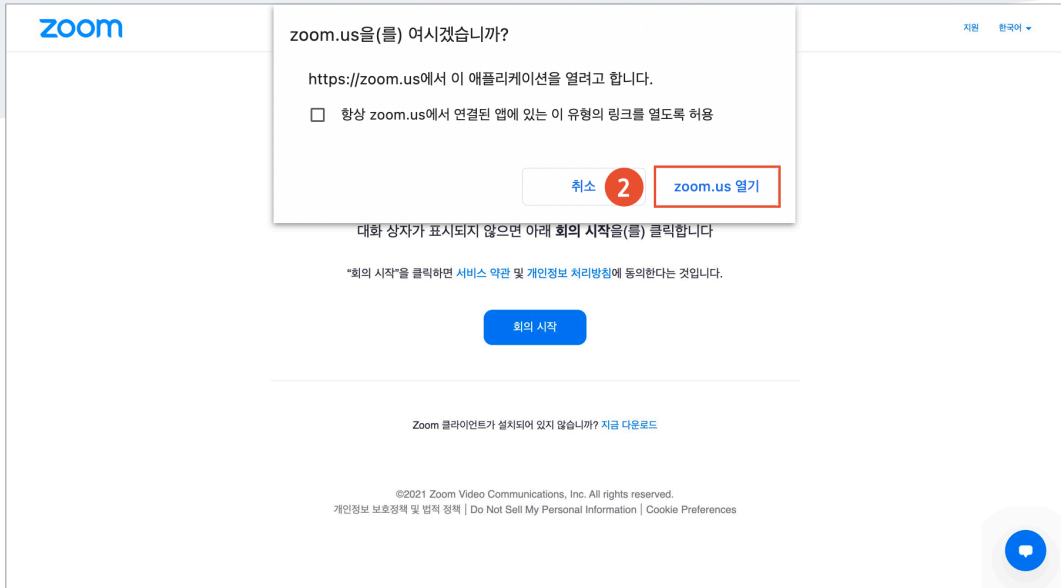 zoom
지원 한국어
zoom.us을(를) 여시겠습니까?
https://zoom.us에서 이 애플리케이션을 열려고 합니다.
항상 zoom.us에서 연결된 앱에 있는 이 유형의 링크를 열도록 허용
취소 2 zoom.us 열기
대화 상자가 표시되지 않으면 아래 회의 시작을(를) 클릭합니다
“회의 시작”을 클릭하면 서비스 약관 및 개인정보 처리방침에 동의한다는 것입니다.
회의 시작
Zoom 클라이언트가 설치되어 있지 않습니까? 지금 다운로드
©2021 Zoom Video Communications, Inc. All rights reserved.
개인정보 보호정책 및 법적 정책 | Do Not Sell My Personal Information | Cookie Preferences